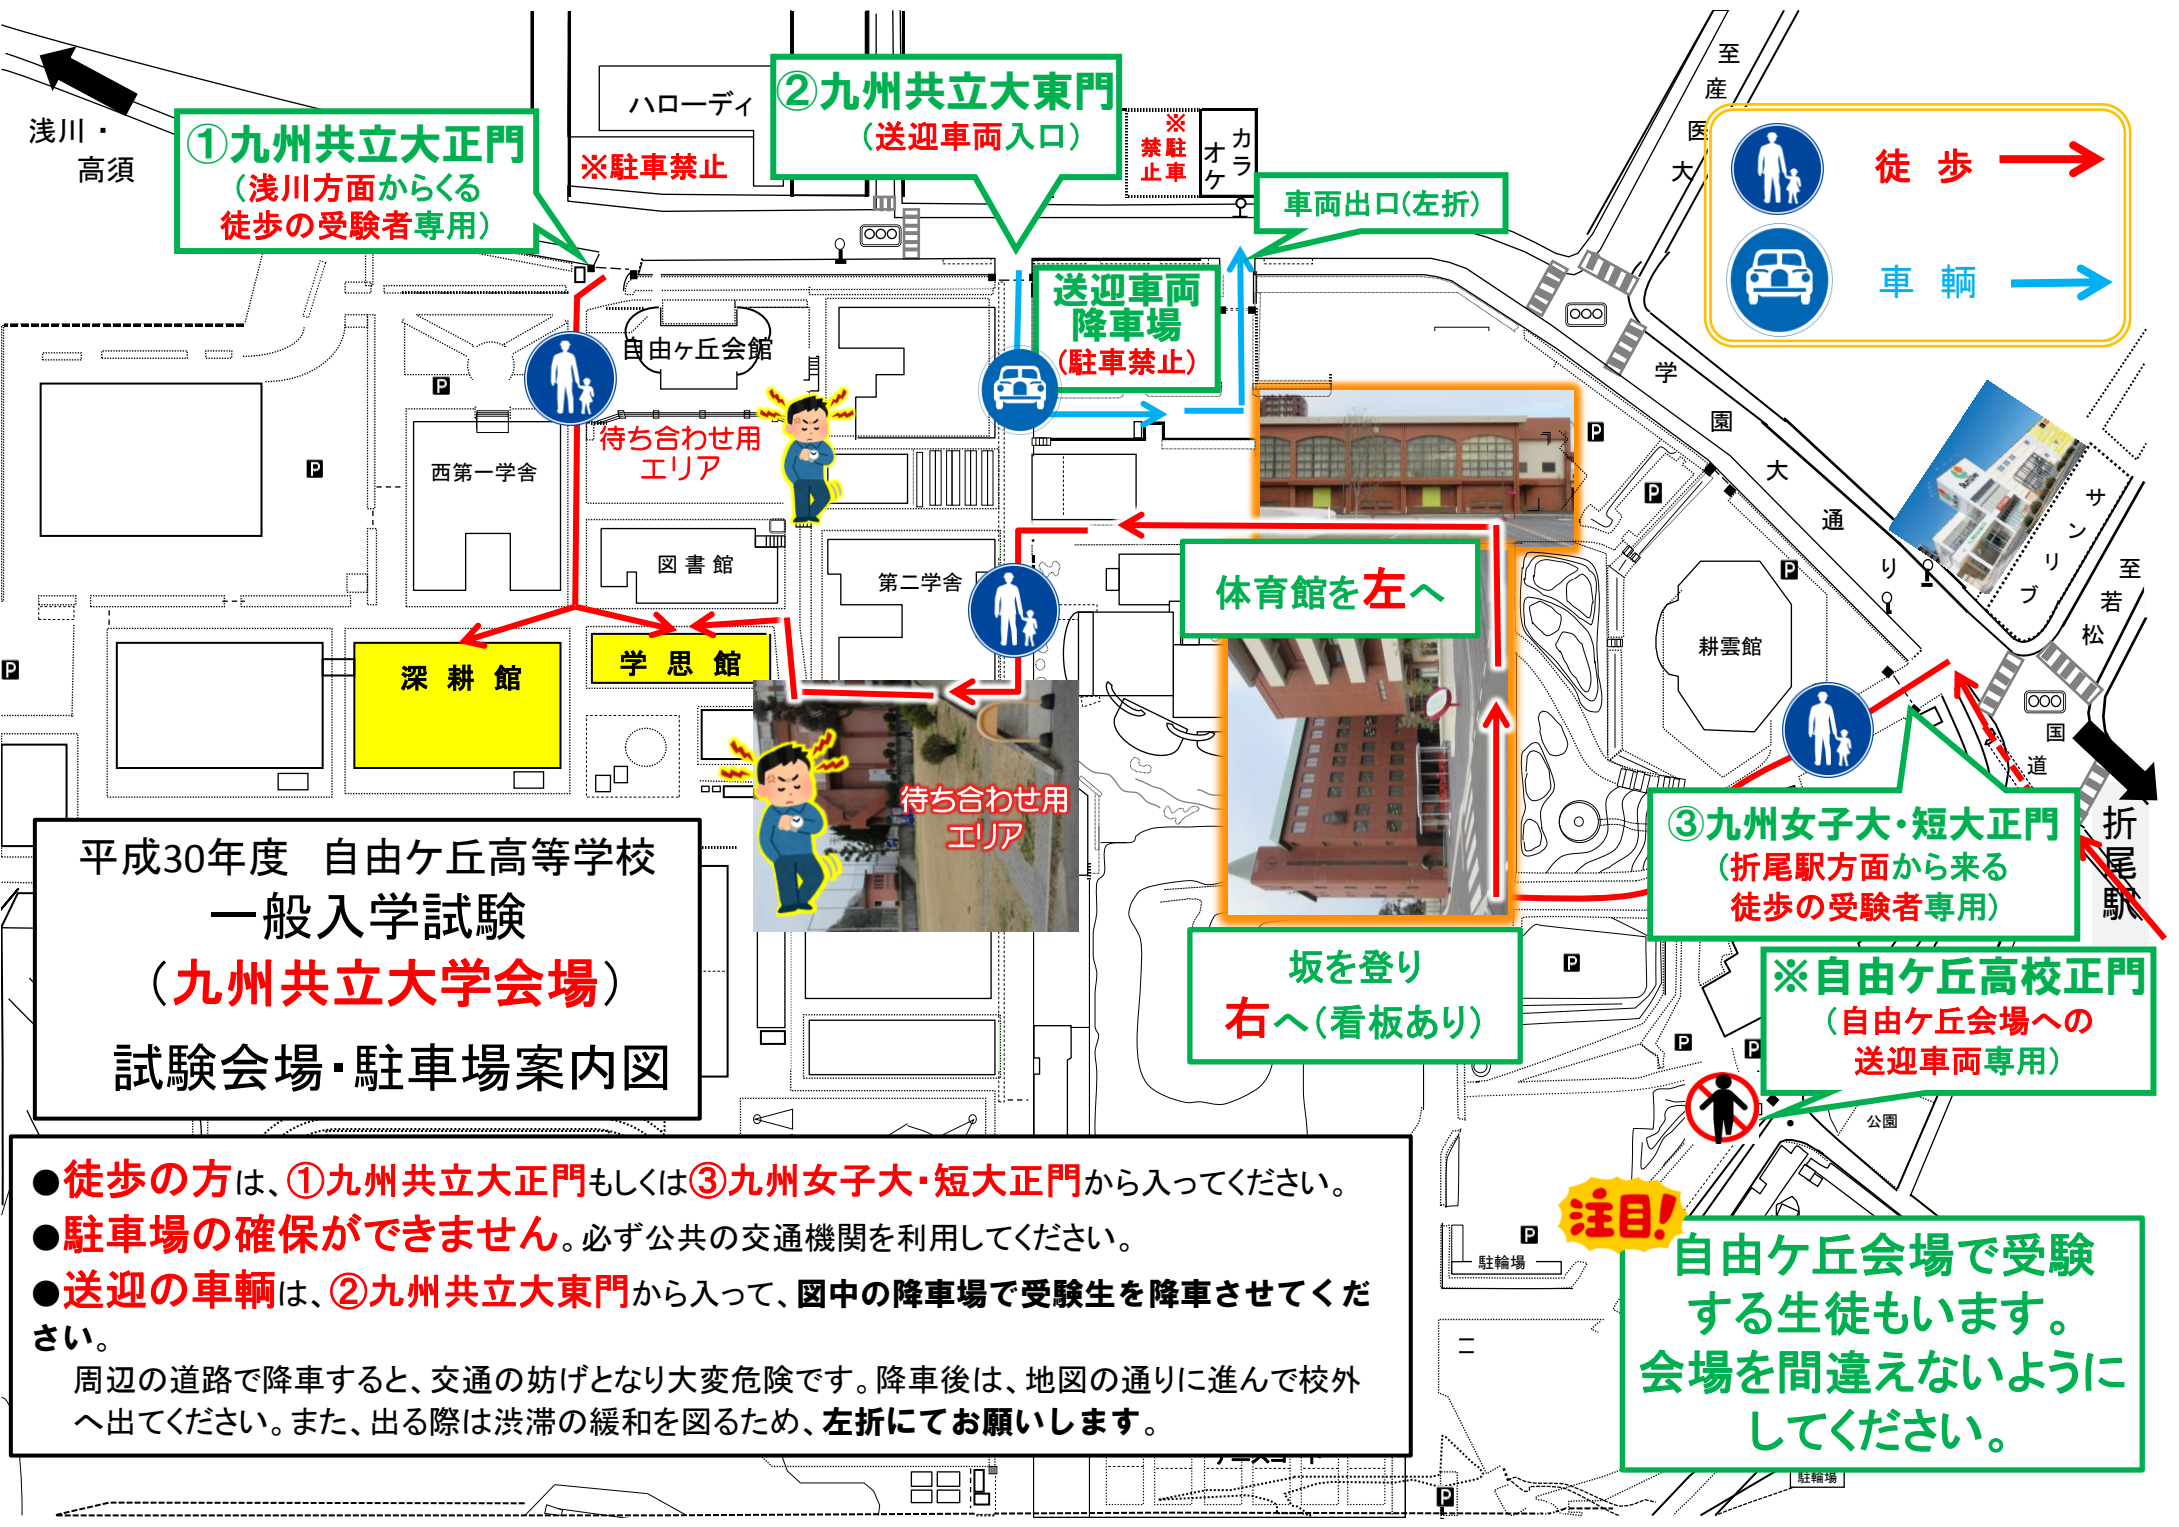 浅川・
高須
①九州共立大正門
（浅川方面からくる
徒歩の受験者専用）
ハローデイ
※駐車禁止
②九州共立大東門
（送迎車両入口）
※駐車
禁止
カラ
オケ
車両出口(左折)
至産医大
徒 歩
車 輌
送迎車両
降車場
（駐車禁止）
自由ヶ丘会館
待ち合わせ用
エリア
西第一学舎
図書館
第二学舎
学園大通り
サンリブ
至若松
体育館を左へ
耕雲館
深 耕 館
学 思 館
国道
待ち合わせ用
エリア
③九州女子大・短大正門
（折尾駅方面から来る
徒歩の受験者専用）
折尾駅
平成30年度　自由ケ丘高等学校
一般入学試験
（九州共立大学会場）
試験会場・駐車場案内図
坂を登り
右へ（看板あり）
※自由ケ丘高校正門
（自由ケ丘会場への
送迎車両専用）
公園
●徒歩の方は、①九州共立大正門もしくは③九州女子大・短大正門から入ってください。
●駐車場の確保ができません。必ず公共の交通機関を利用してください。
●送迎の車輌は、②九州共立大東門から入って、図中の降車場で受験生を降車させてくだ
さい。
周辺の道路で降車すると、交通の妨げとなり大変危険です。降車後は、地図の通りに進んで校外
へ出てください。また、出る際は渋滞の緩和を図るため、左折にてお願いします。
駐輪場
注目!
自由ケ丘会場で受験
する生徒もいます。
会場を間違えないように
してください。
駐輪場
P
P
P
P
P
P
P
P
P
P
P